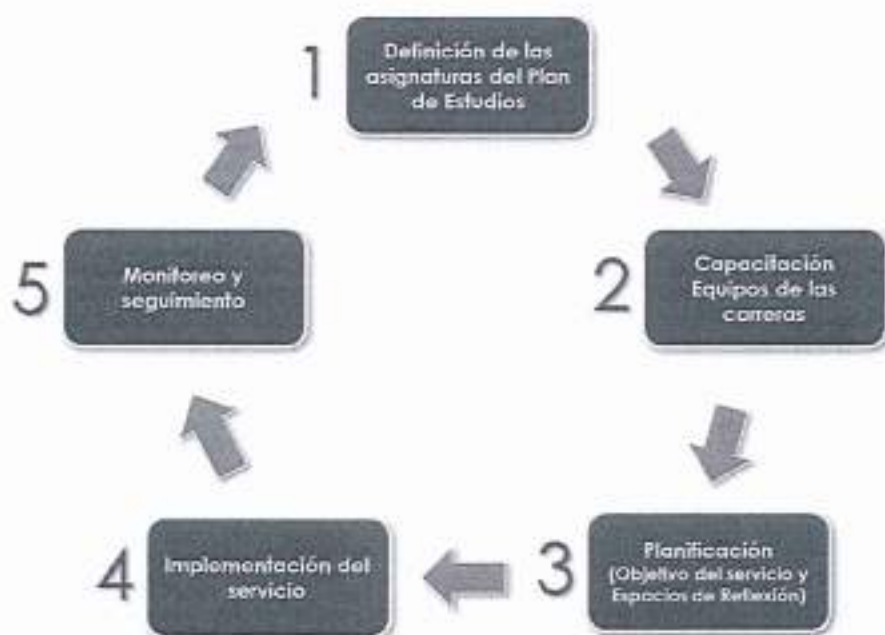 1
Definición de las
asignaturas del Plan
de Estudios
2
Capacitación
Equipos de las
carreras
3
Planificación
(Objetivo del servicio y
Espacios de Reflexión)
4
Implementación del
servicio
5
Monitoreo y
seguimiento